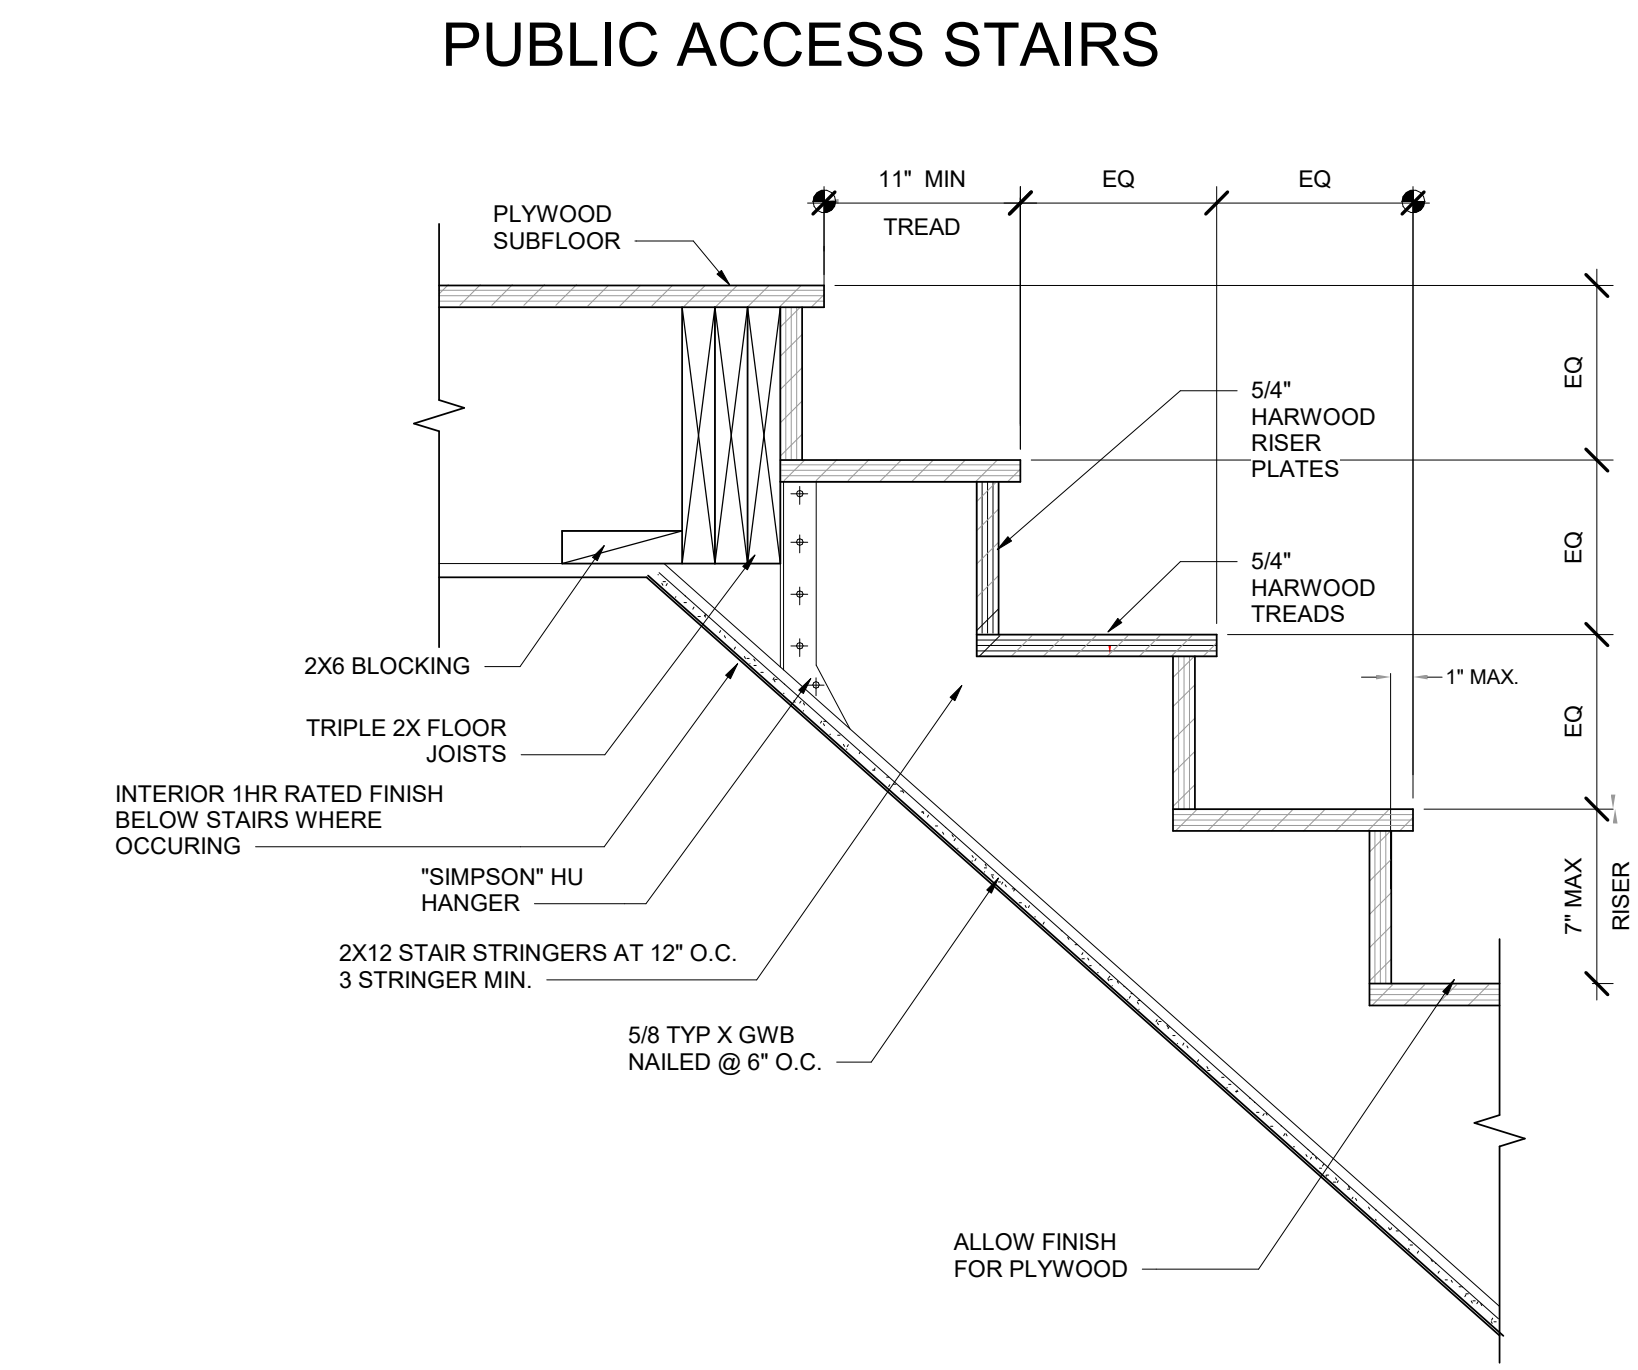 PUBLIC ACCESS STAIRS
11" MIN
TREAD
EQ
EQ
PLYWOOD
SUBFLOOR
EQ
5/4"
HARWOOD
RISER
PLATES
EQ
5/4"
HARWOOD
TREADS
2X6 BLOCKING
1" MAX.
EQ
TRIPLE 2X FLOOR
JOISTS
INTERIOR 1HR RATED FINISH
BELOW STAIRS WHERE
OCCURING
7" MAX
RISER
"SIMPSON" HU
HANGER
2X12 STAIR STRINGERS AT 12" O.C.
3 STRINGER MIN.
5/8 TYP X GWB
NAILED @ 6" O.C.
ALLOW FINISH
FOR PLYWOOD